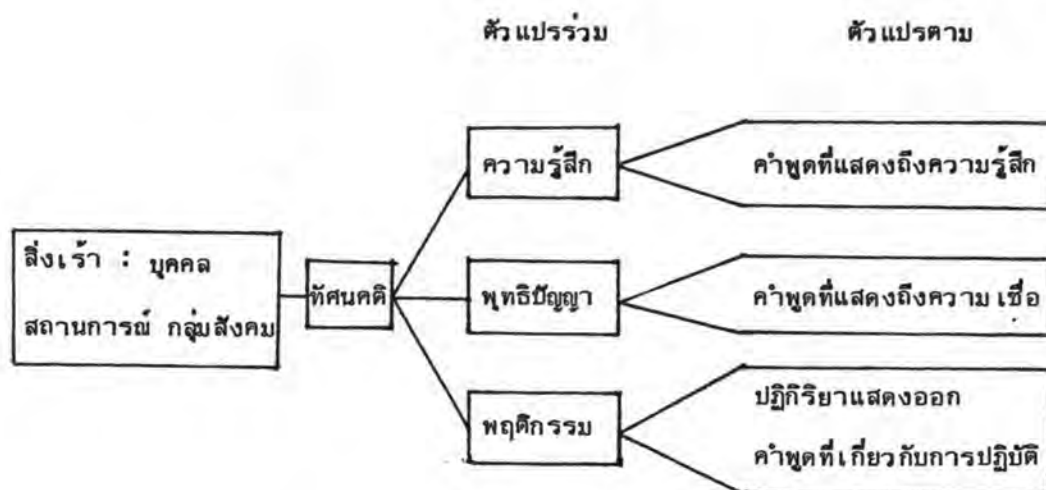 ตัวแปรร่วม ตัวแปรตาม
ความรู้สึก คำพูดที่แสดงถึงความรู้สึก
สิ่งเร้า : บุคคล
สถานการณ์ กลุ่มสังคม
ทัศนคติ
พุทธิปัญญา คำพูดที่แสดงถึงความเชื่อ
พฤติกรรม
ปฏิกิริยาแสดงออก
คำพูดที่เกี่ยวกับการปฏิบัติ